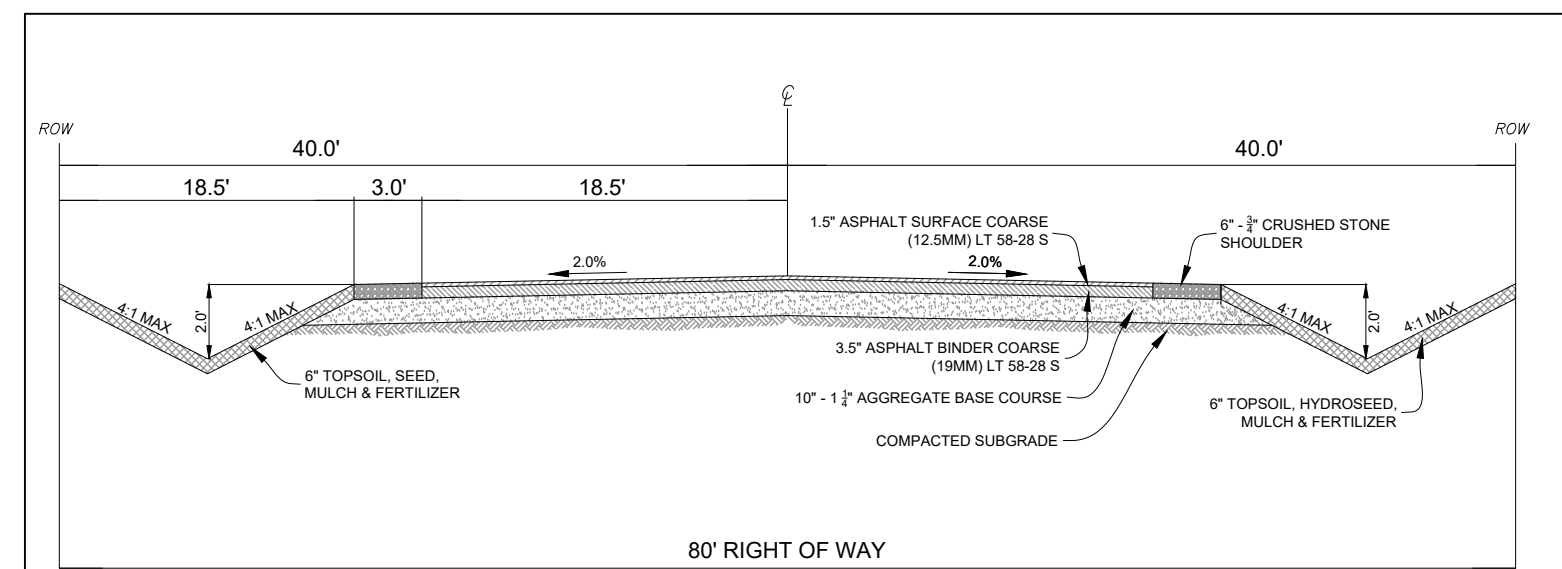 ℄
ROW
ROW
40.0'
40.0'
18.5'
3.0'
18.5'
1.5" ASPHALT SURFACE COARSE
(12.5MM) LT 58-28 S
6" - ¾" CRUSHED STONE
SHOULDER
2.0%
2.0%
4:1 MAX
2.0'
4:1 MAX
4:1 MAX
2.0'
4:1 MAX
3.5" ASPHALT BINDER COARSE
(19MM) LT 58-28 S
6" TOPSOIL, SEED,
MULCH & FERTILIZER
10" - 1 ¼" AGGREGATE BASE COURSE
6" TOPSOIL, HYDROSEED,
MULCH & FERTILIZER
COMPACTED SUBGRADE
80' RIGHT OF WAY